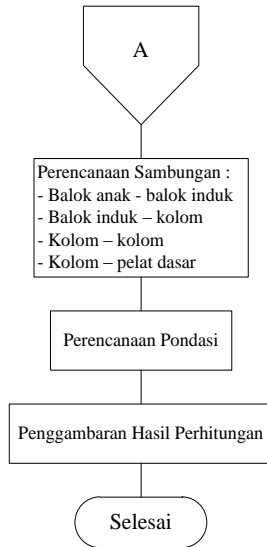 A
Perencanaan Sambungan :
- Balok anak - balok induk
- Balok induk – kolom
- Kolom – kolom
- Kolom – pelat dasar
Perencanaan Pondasi
Penggambaran Hasil Perhitungan
Selesai